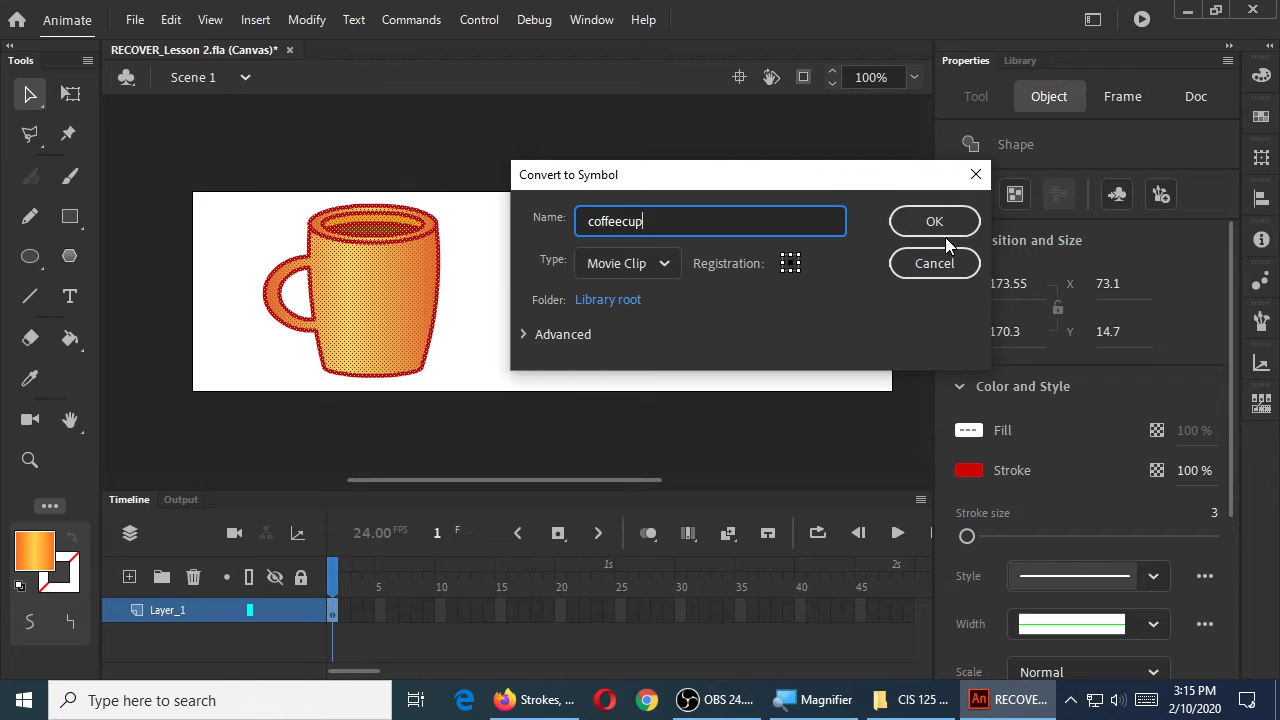 Animate File Edit View Insert Modify Text Commands Control Debug Window Help
RECOVER_Lesson 2.fla (Canvas)* ×
Tools
Properties Library
Scene 1
100%
Tool Object Frame Doc
Shape
Convert to Symbol
Name: coffeecup
OK
Type: Movie Clip Registration:
Cancel
Folder: Library root
Advanced
osition and Size
173.55 X 73.1
170.3 Y 14.7
Color and Style
Fill 100 %
Stroke 100 %
Stroke size 3
Style
Width
Scale Normal
Timeline Output
24.00 FPS 1 F
1s 2s
5 10 15 20 25 30 35 40 45
Layer_1
Type here to search
Strokes, ...
OBS 24....
Magnifier
CIS 125 ...
An RECOVE...
3:15 PM
2/10/2020